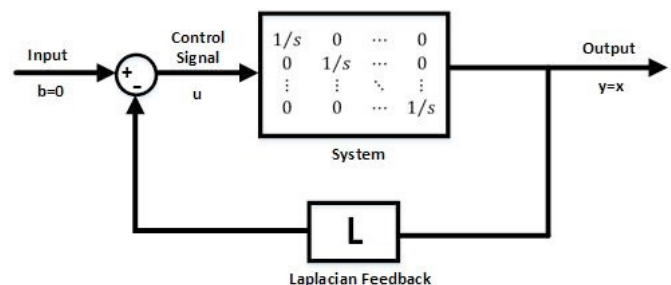 Input
b=0
+
-
Control
Signal
u
1/s 0 ⋯ 0
0 1/s ⋯ 0
⋮ ⋮ ⋱ ⋮
0 0 ⋯ 1/s
System
Output
y=x
L
Laplacian Feedback